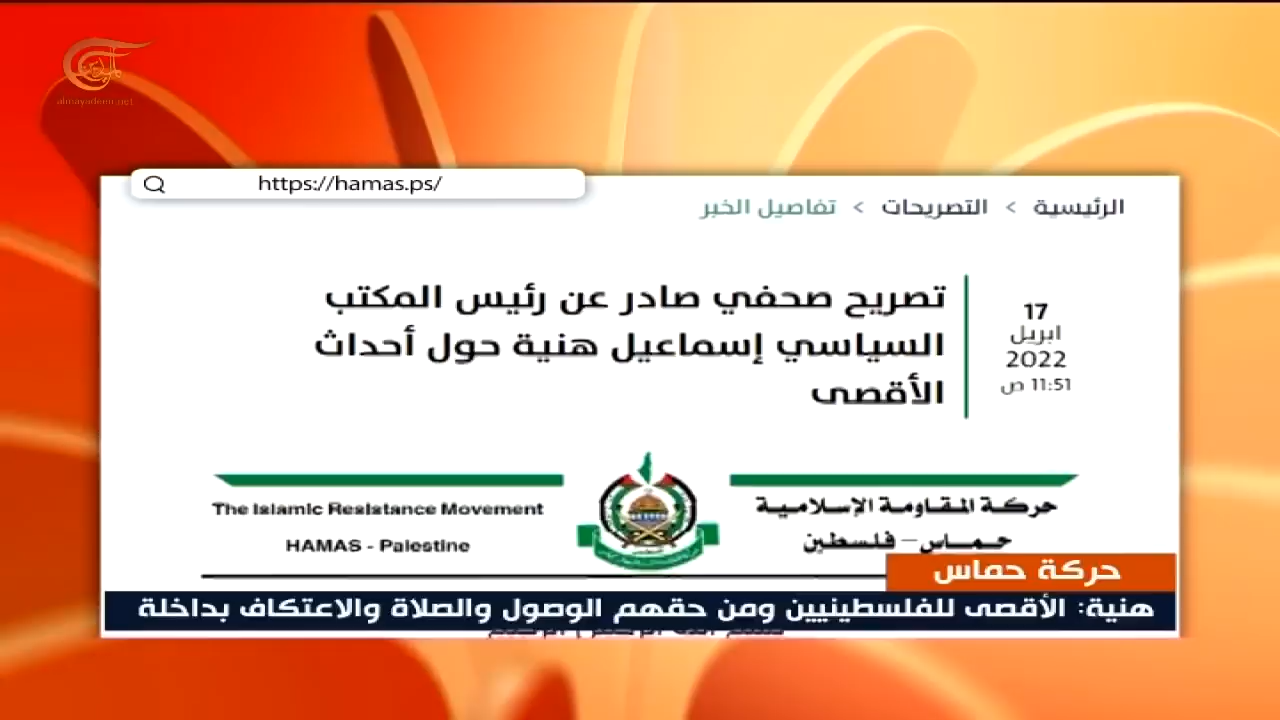 الميادين
almayadeen.net
https://hamas.ps/
الرئيسية > التصريحات > تفاصيل الخبر
تصريح صحفي صادر عن رئيس المكتب
السياسي إسماعيل هنية حول أحداث
الأقصى
17
ابريل
2022
11:51 ص
حركة المقاومة الإسلامية
حماس – فلسطين
The Islamic Resistance Movement
HAMAS - Palestine
حركة حماس
هنية: الأقصى للفلسطينيين ومن حقهم الوصول والصلاة والاعتكاف بداخلة